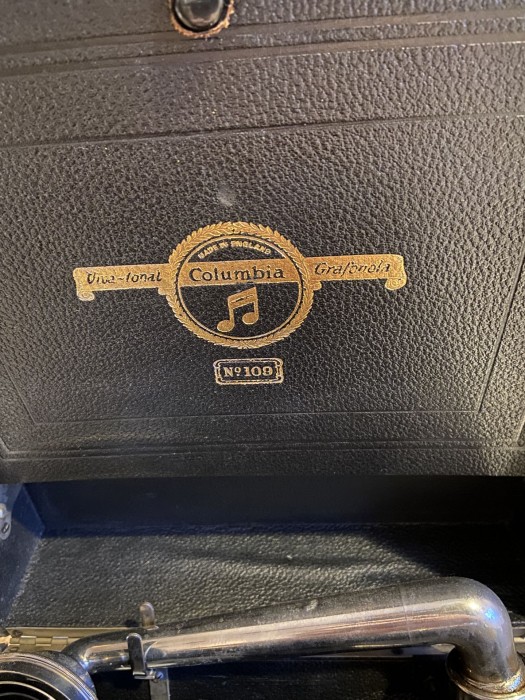 MADE IN ENGLAND
Viva-tonal Columbia Grafonola
No 109